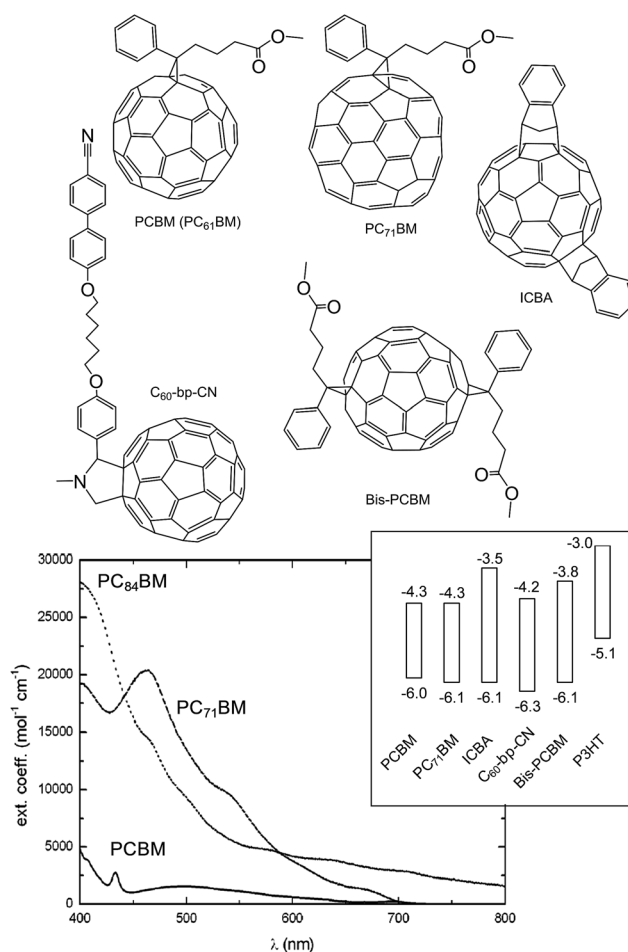 O
O
O
O
N
PCBM (PC₆₁BM)
PC₇₁BM
ICBA
O
O
O
C₆₀-bp-CN
O
N
O
O
Bis-PCBM
30000
25000
20000
15000
10000
5000
0
ext. coeff. (mol⁻¹ cm⁻¹)
PC₈₄BM
PC₇₁BM
PCBM
400 500 600 700 800
λ (nm)
-4.3 -4.3 -3.5 -4.2 -3.8 -3.0
-6.0 -6.1 -6.1 -6.3 -6.1 -5.1
PCBM
PC₇₁BM
ICBA
C₆₀-bp-CN
Bis-PCBM
P3HT